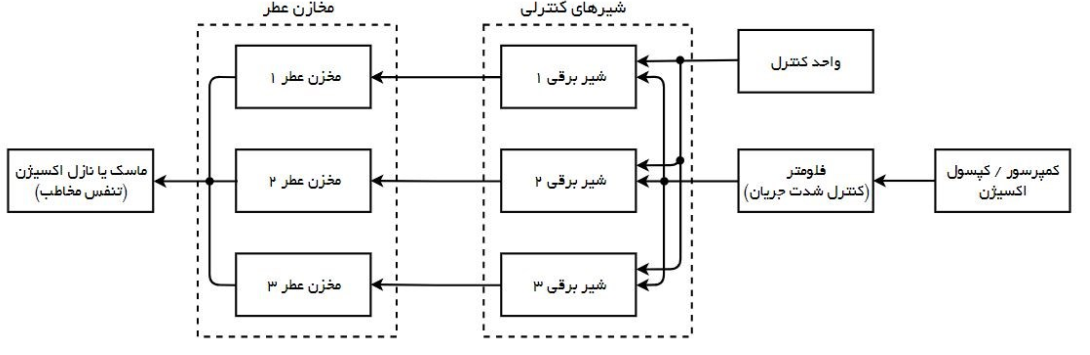 شیرهای کنترلی
مخازن عطر
واحد کنترل
شیر برقی ۱
مخزن عطر ۱
کمپرسور / کپسول
اکسیژن
فلومتر
(کنترل شدت جریان)
شیر برقی ۲
مخزن عطر ۲
ماسک یا نازل اکسیژن
(تنفس مخاطب)
شیر برقی ۳
مخزن عطر ۳